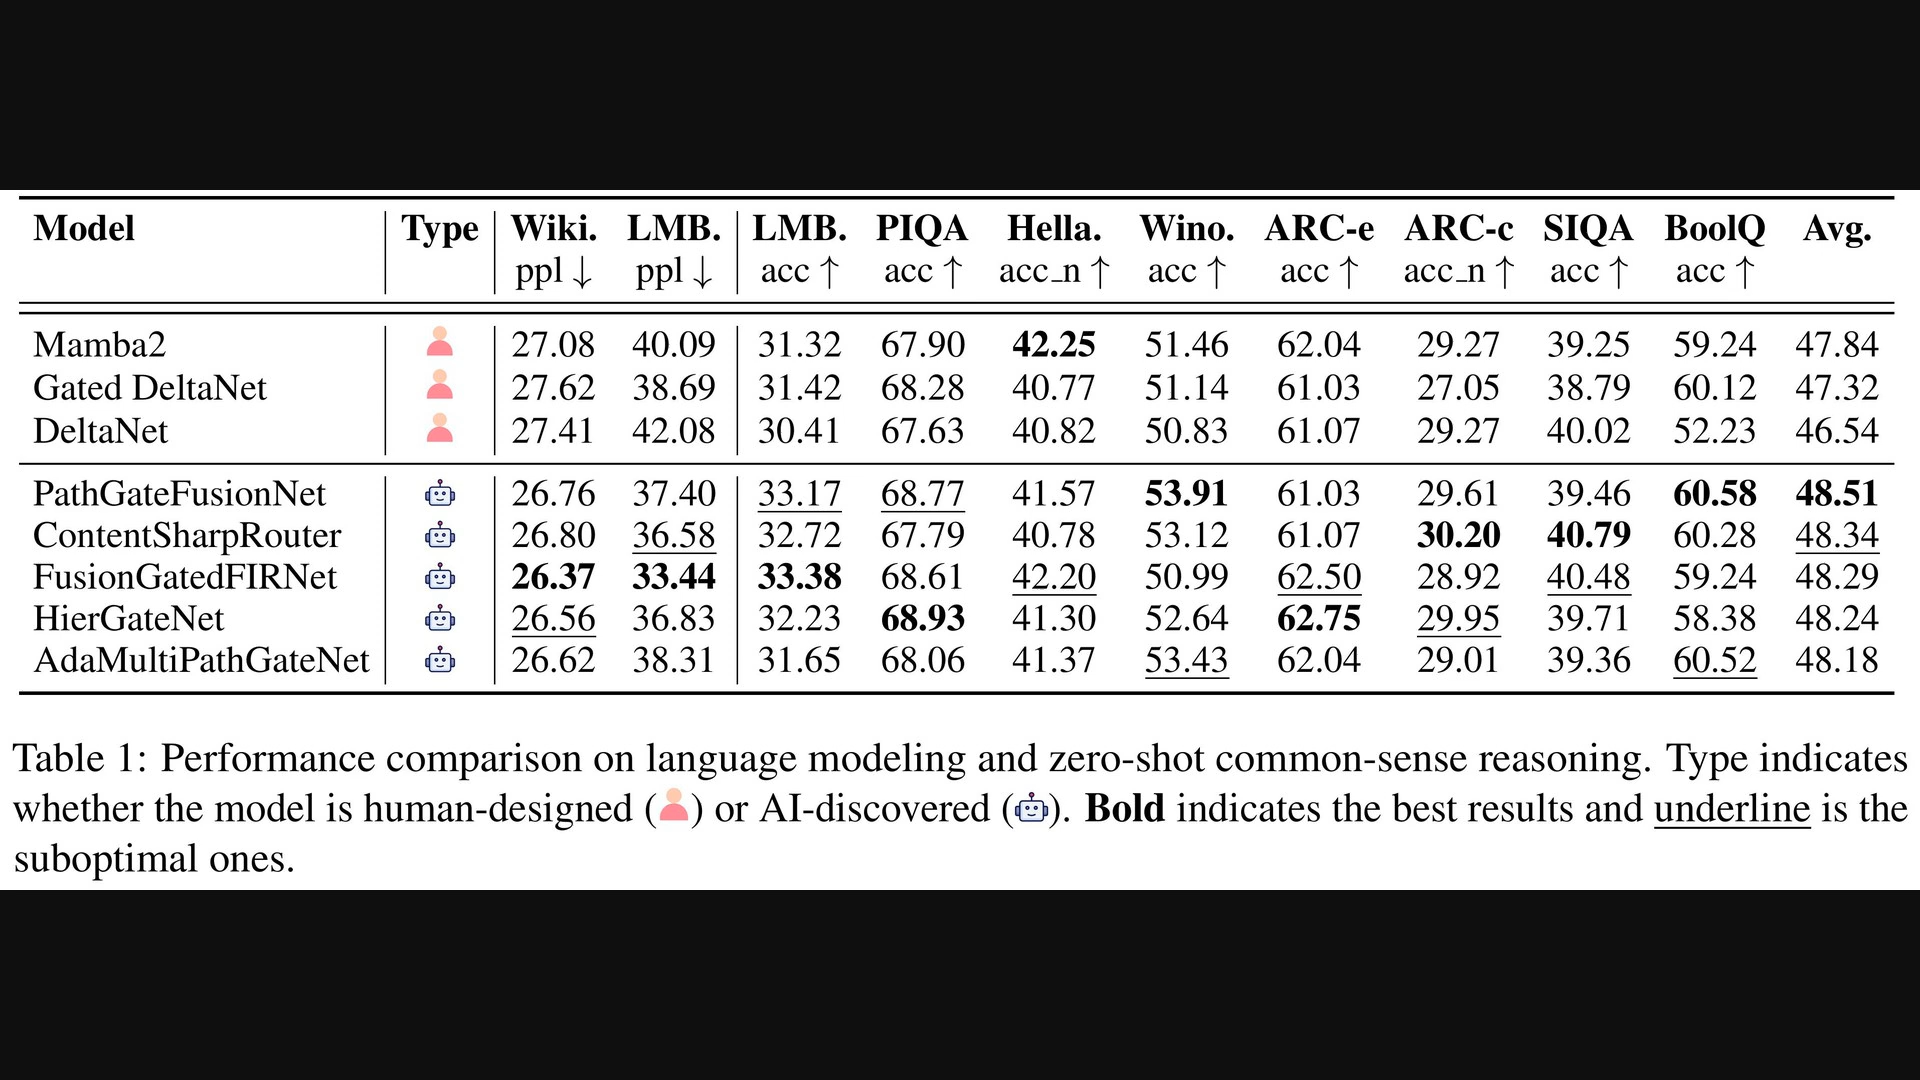 Model Type Wiki. LMB. LMB. PIQA Hella. Wino. ARC-e ARC-c SIQA BoolQ Avg.
ppl ↓ ppl ↓ acc ↑ acc ↑ acc_n ↑ acc ↑ acc ↑ acc_n ↑ acc ↑ acc ↑
Mamba2 27.08 40.09 31.32 67.90 42.25 51.46 62.04 29.27 39.25 59.24 47.84
Gated DeltaNet 27.62 38.69 31.42 68.28 40.77 51.14 61.03 27.05 38.79 60.12 47.32
DeltaNet 27.41 42.08 30.41 67.63 40.82 50.83 61.07 29.27 40.02 52.23 46.54
PathGateFusionNet 26.76 37.40 33.17 68.77 41.57 53.91 61.03 29.61 39.46 60.58 48.51
ContentSharpRouter 26.80 36.58 32.72 67.79 40.78 53.12 61.07 30.20 40.79 60.28 48.34
FusionGatedFIRNet 26.37 33.44 33.38 68.61 42.20 50.99 62.50 28.92 40.48 59.24 48.29
HierGateNet 26.56 36.83 32.23 68.93 41.30 52.64 62.75 29.95 39.71 58.38 48.24
AdaMultiPathGateNet 26.62 38.31 31.65 68.06 41.37 53.43 62.04 29.01 39.36 60.52 48.18
Table 1: Performance comparison on language modeling and zero-shot common-sense reasoning. Type indicates
whether the model is human-designed () or AI-discovered (). Bold indicates the best results and underline is the
suboptimal ones.